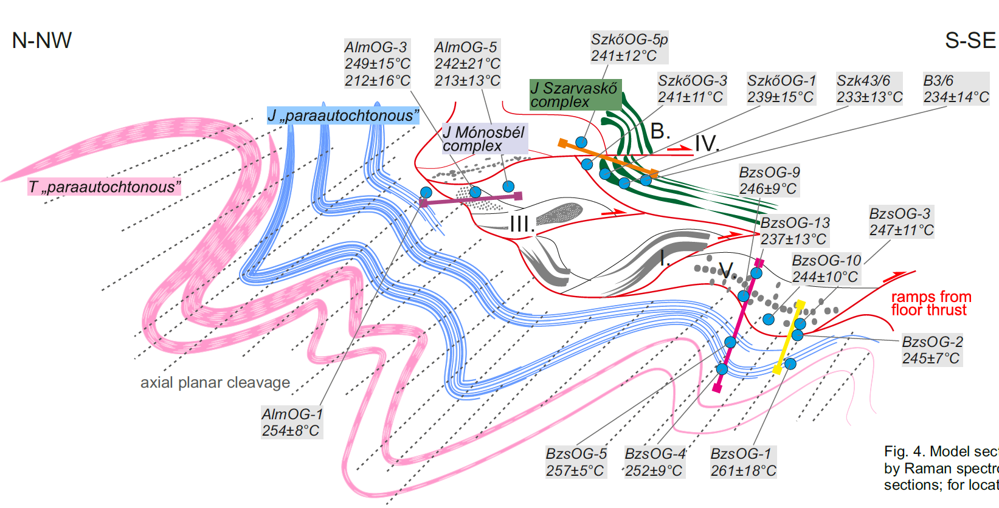 N-NW
S-SE
AlmOG-3
249±15°C
212±16°C
AlmOG-5
242±21°C
213±13°C
SzkőOG-5p
241±12°C
J Szarvaskő
complex
SzkőOG-3
241±11°C
SzkőOG-1
239±15°C
Szk43/6
233±13°C
B3/6
234±14°C
J „paraautochtonous”
J Mónosbél
complex
B.
IV.
T „paraautochtonous”
BzsOG-9
246±9°C
III.
BzsOG-13
237±13°C
BzsOG-3
247±11°C
I.
V.
BzsOG-10
244±10°C
ramps from
floor thrust
BzsOG-2
245±7°C
axial planar cleavage
AlmOG-1
254±8°C
BzsOG-5
257±5°C
BzsOG-4
252±9°C
BzsOG-1
261±18°C
Fig. 4. Model
by Raman
sections; for